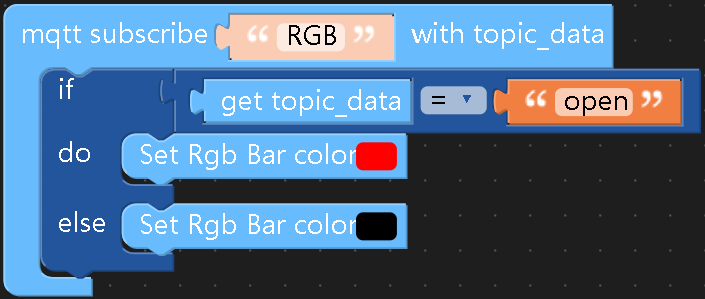 mqtt subscribe “ RGB ” with topic_data
if get topic_data = ▼ “ open ”
do Set Rgb Bar color
else Set Rgb Bar color